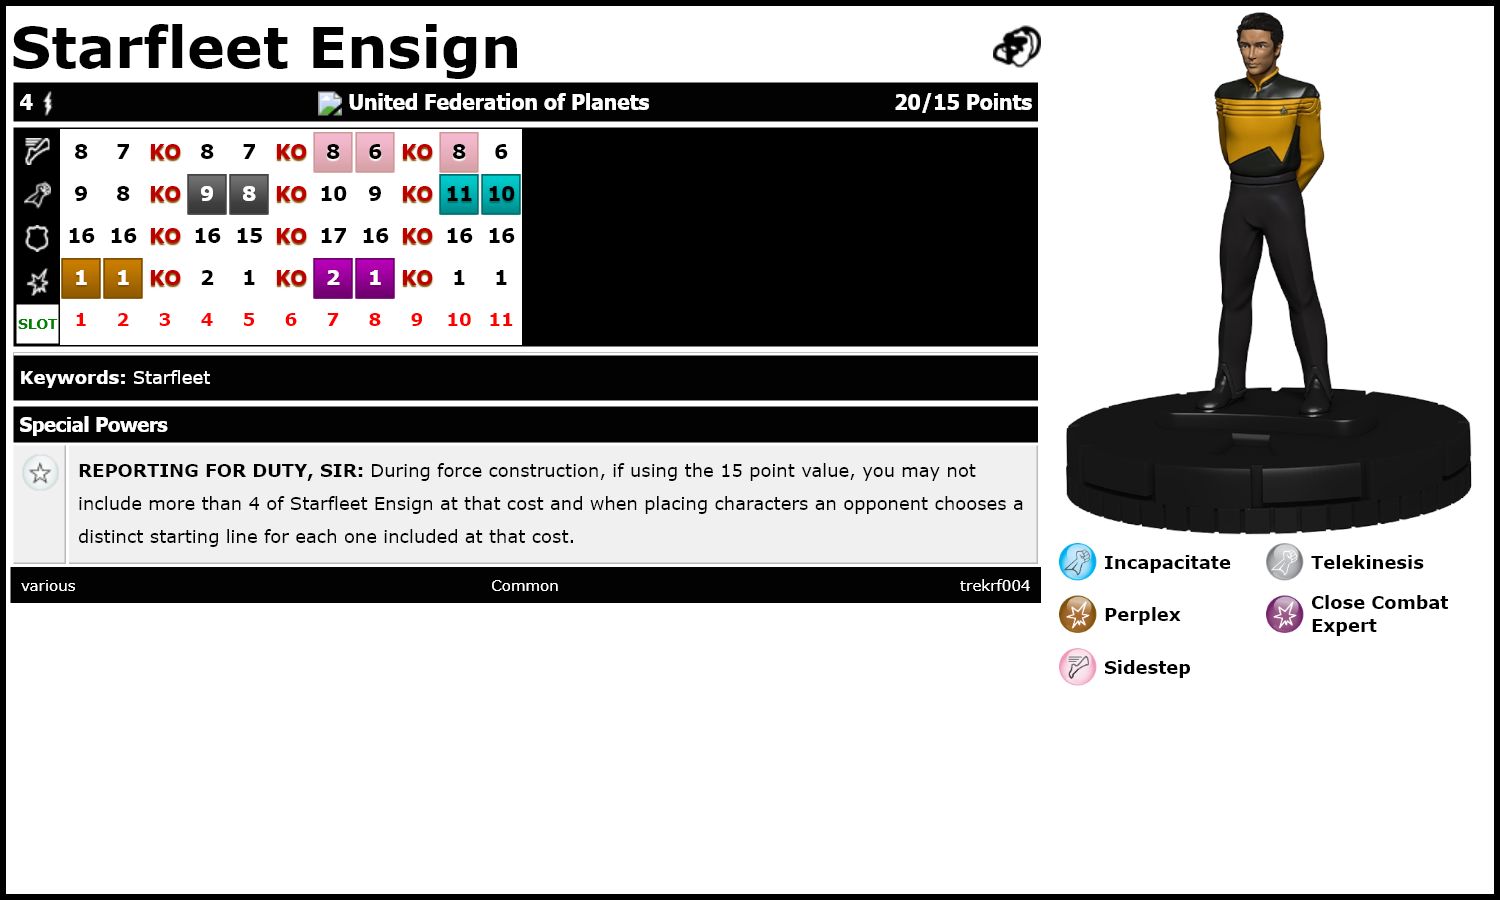 Starfleet Ensign
4 United Federation of Planets 20/15 Points
8 7 KO 8 7 KO 8 6 KO 8 6
9 8 KO 9 8 KO 10 9 KO 11 10
16 16 KO 16 15 KO 17 16 KO 16 16
1 1 KO 2 1 KO 2 1 KO 1 1
SLOT 1 2 3 4 5 6 7 8 9 10 11
Keywords: Starfleet
Special Powers
REPORTING FOR DUTY, SIR: During force construction, if using the 15 point value, you may not
include more than 4 of Starfleet Ensign at that cost and when placing characters an opponent chooses a
distinct starting line for each one included at that cost.
various Common trekrf004
Incapacitate Telekinesis
Perplex Close Combat
Expert
Sidestep